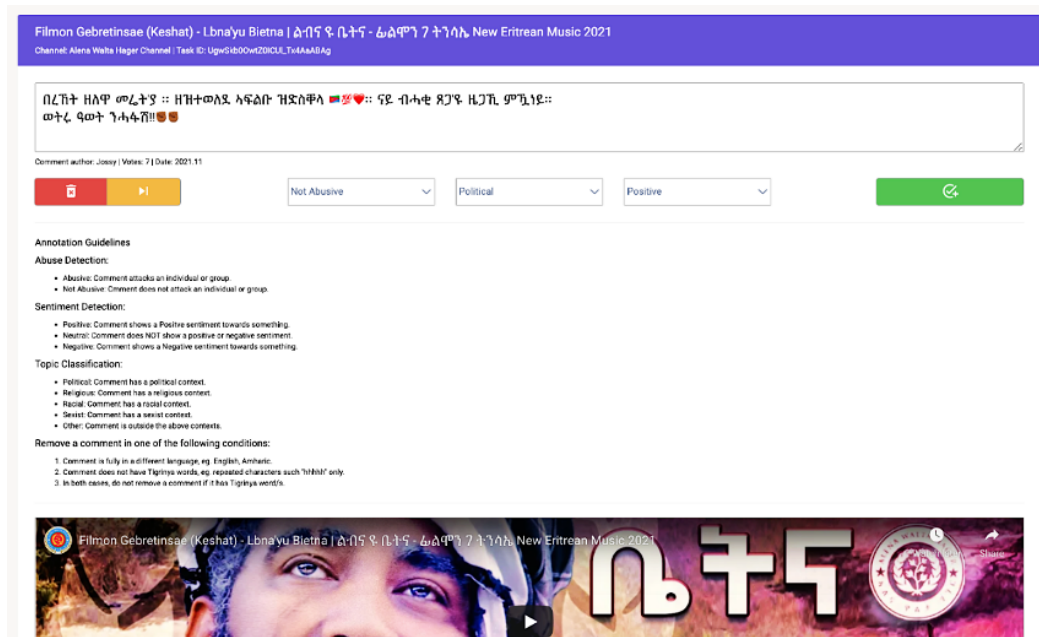 Filmon Gebretinsae (Keshat) - Lbna'yu Bietna | ልብና ዩ ቤትና - ፊልሞን 7 ትንሳኤ New Eritrean Music 2021
Channel: Alena Walta Hager Channel | Task ID:
በረኸት ህልዋ መሬት'ያ :: ዘዝተወለደ ኣፍልቡ ዝድስቐላ 🇪🇷💯❤️:: ናይ ብሓቂ ጸጋ'ዩ ዜጋኺ ምዃነይ::
ወትሩ ዓወት ንሓፋሽ!!✊🏾✊🏾
Comment author: Jossy | Votes: 7 | Date: 2021.11
Not Abusive
Political
Positive
Annotation Guidelines
Abuse Detection:
Abusive: Comment attacks an individual or group.
Not Abusive: Cmment does not attack an individual or group.
Sentiment Detection:
Positive: Comment shows a Positve sentiment towards something.
Neutral: Comment does NOT show a positive or negative sentiment.
Negative: Comment shows a Negative sentiment towards something.
Topic Classification:
Political: Comment has a political context.
Religious: Comment has a religious context.
Racial: Comment has a racial context.
Sexist: Comment has a sexist context.
Other: Comment is outside the above contexts.
Remove a comment in one of the following conditions:
1. Comment is fully in a different language, eg. English, Amharic.
2. Comment does not have Tigrinya words, eg. repeated characters such "hhhhh" only.
3. In both cases, do not remove a comment if it has Tigrinya word/s.
Filmon Gebretinsae (Keshat) - Lbna'yu Bietna | ልብና ዩ ቤትና - ፊልሞን 7 ትንሳኤ New Eritrean Music 2021
Share
ቤትና